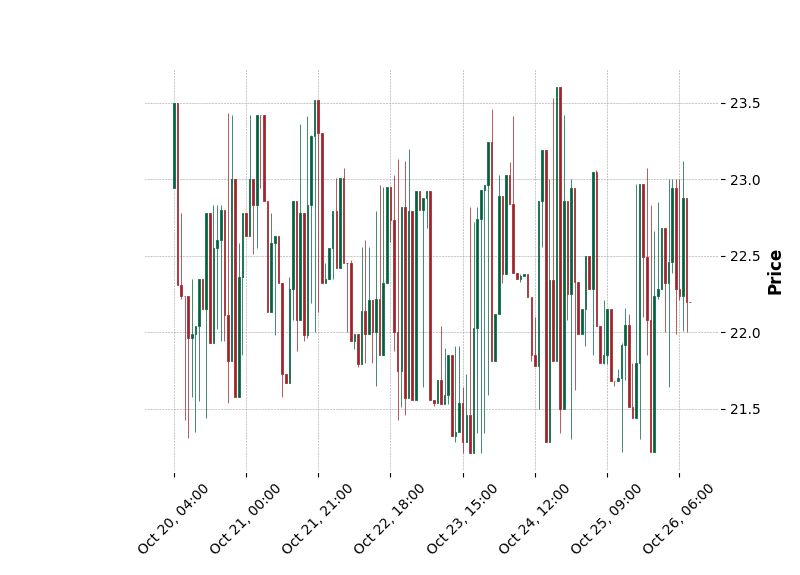 23.5
23.0
22.5
22.0
21.5
Price
Oct 20, 04:00
Oct 21, 00:00
Oct 21, 21:00
Oct 22, 18:00
Oct 23, 15:00
Oct 24, 12:00
Oct 25, 09:00
Oct 26, 06:00